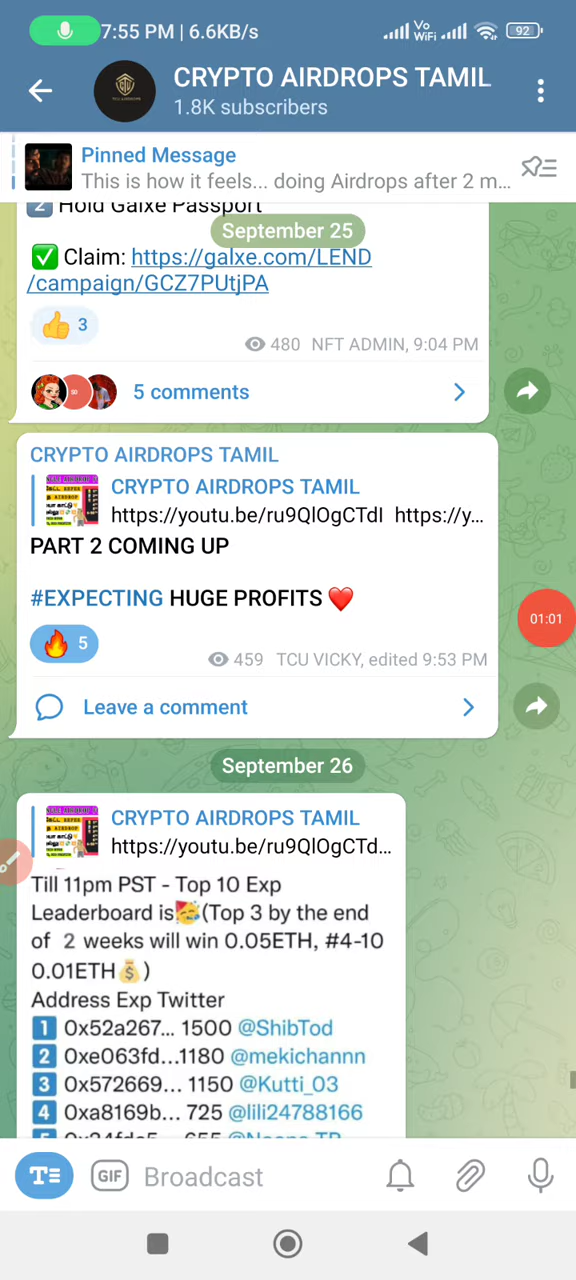 7:55 PM | 6.6KB/s
Vo
WiFi
92
CRYPTO AIRDROPS TAMIL
1.8K subscribers
Pinned Message
This is how it feels... doing Airdrops after 2 m...
2 Hold Galxe Passport
September 25
Claim: https://galxe.com/LEND
/campaign/GCZ7PUtjPA
3
480 NFT ADMIN, 9:04 PM
5 comments
CRYPTO AIRDROPS TAMIL
CRYPTO AIRDROPS TAMIL
https://youtu.be/ru9QlOgCTdI https://y...
PART 2 COMING UP
#EXPECTING HUGE PROFITS
01:01
5
459 TCU VICKY, edited 9:53 PM
Leave a comment
September 26
CRYPTO AIRDROPS TAMIL
https://youtu.be/ru9QlOgCTd...
Till 11pm PST - Top 10 Exp
Leaderboard is (Top 3 by the end
of 2 weeks will win 0.05ETH, #4-10
0.01ETH )
Address Exp Twitter
1 0x52a267... 1500 @ShibTod
2 0xe063fd...1180 @mekichannn
3 0x572669... 1150 @Kutti_03
4 0xa8169b... 725 @lili24788166
GIF Broadcast